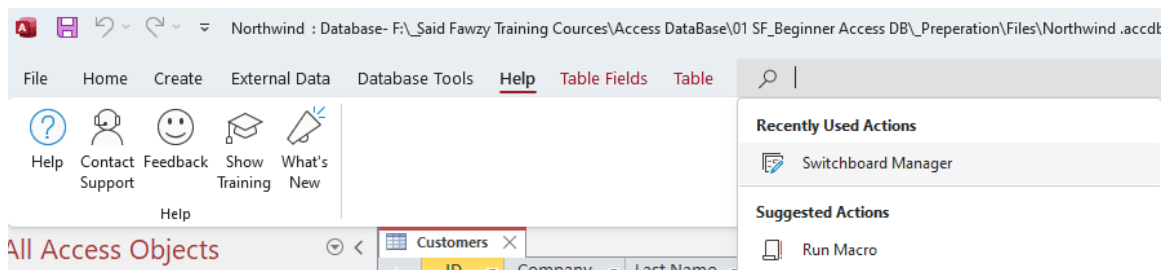 Northwind : Database- F:\_Said Fawzy Training Cources\Access DataBase\01 SF_Beginner Access DB\_Preperation\Files\Northwind .accdb
File Home Create External Data Database Tools Help Table Fields Table
Help Contact Support Feedback Show Training What's New
Help
Recently Used Actions
Switchboard Manager
Suggested Actions
Run Macro
All Access Objects
Customers
ID Company Last Name